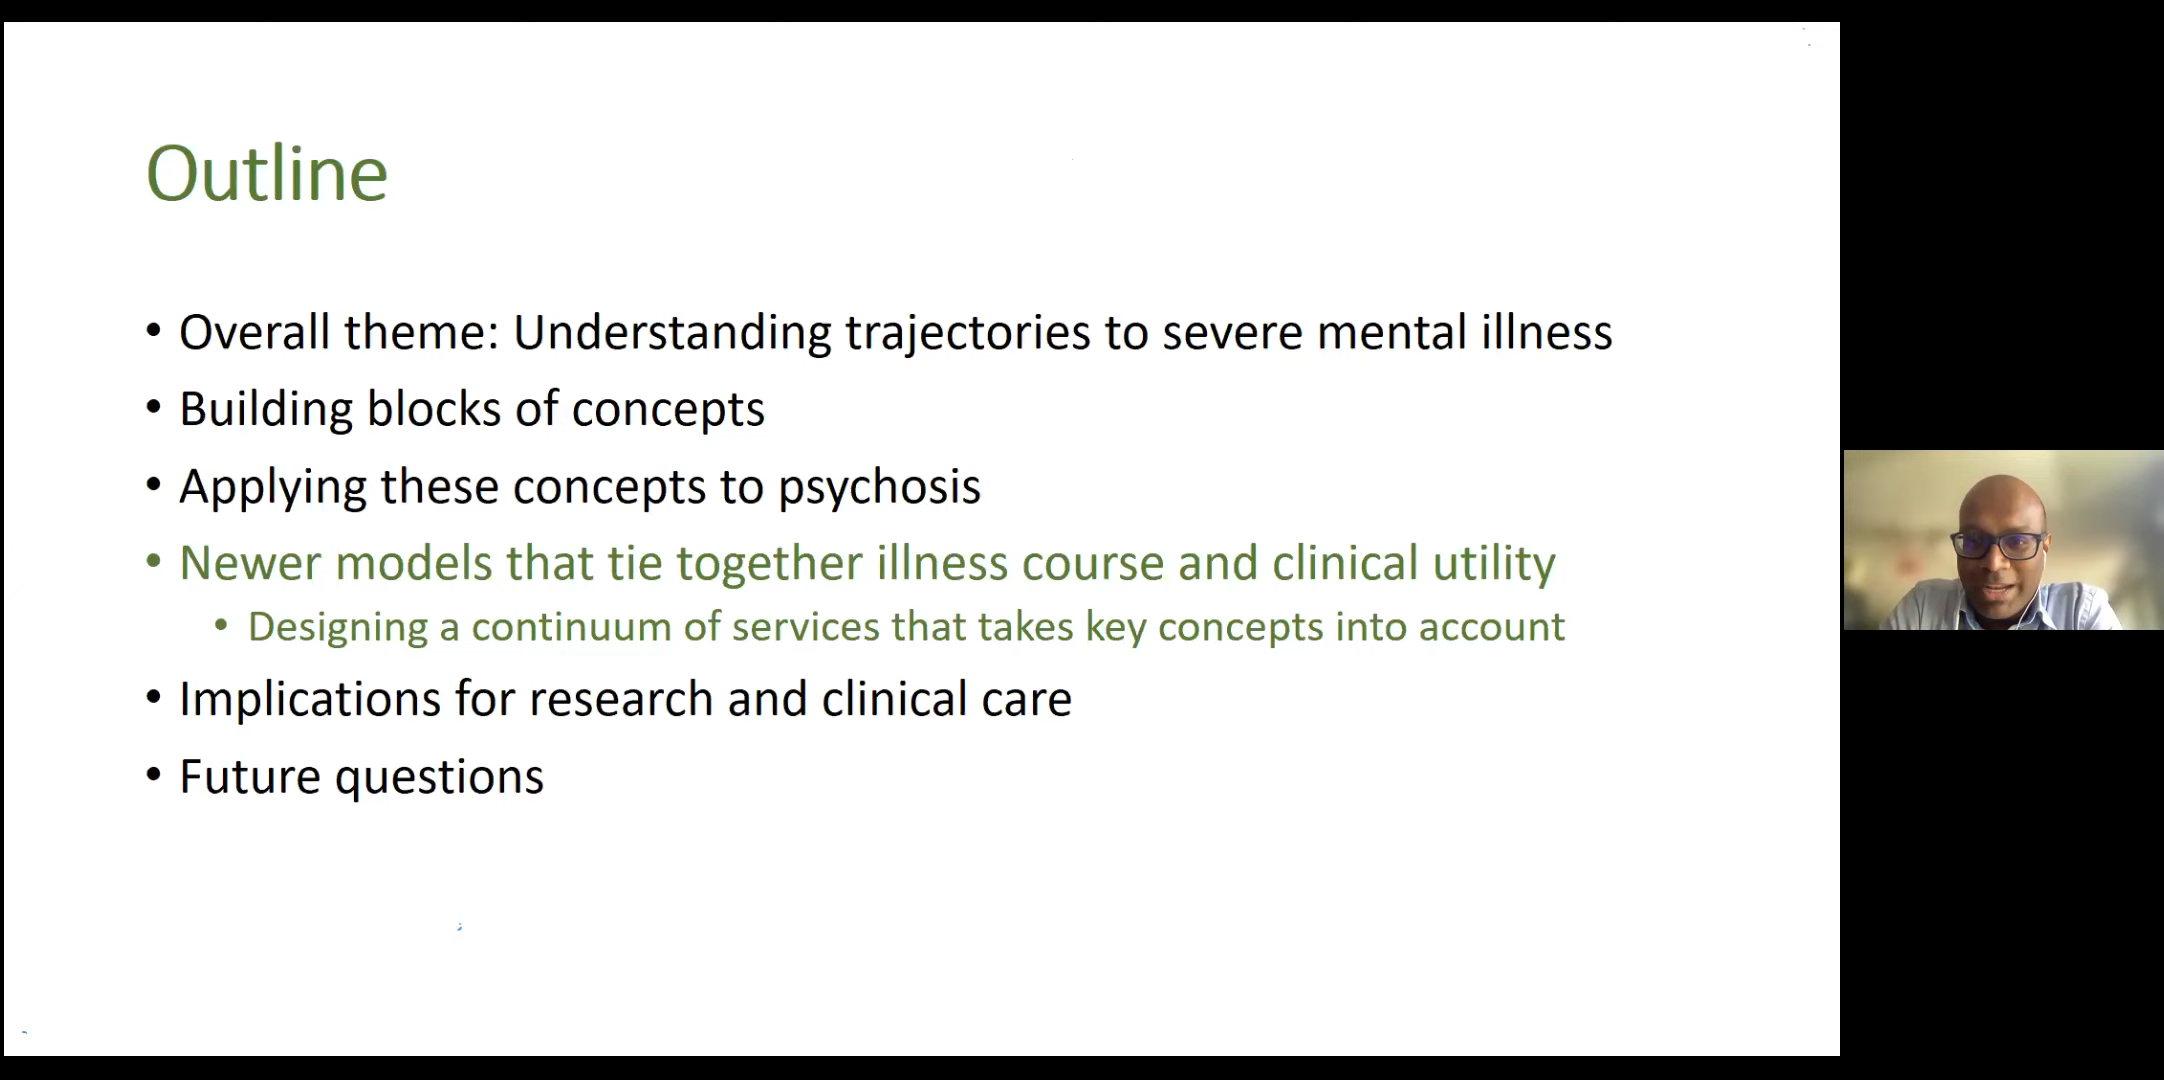 Outline
• Overall theme: Understanding trajectories to severe mental illness
• Building blocks of concepts
• Applying these concepts to psychosis
• Newer models that tie together illness course and clinical utility
• Designing a continuum of services that takes key concepts into account
• Implications for research and clinical care
• Future questions